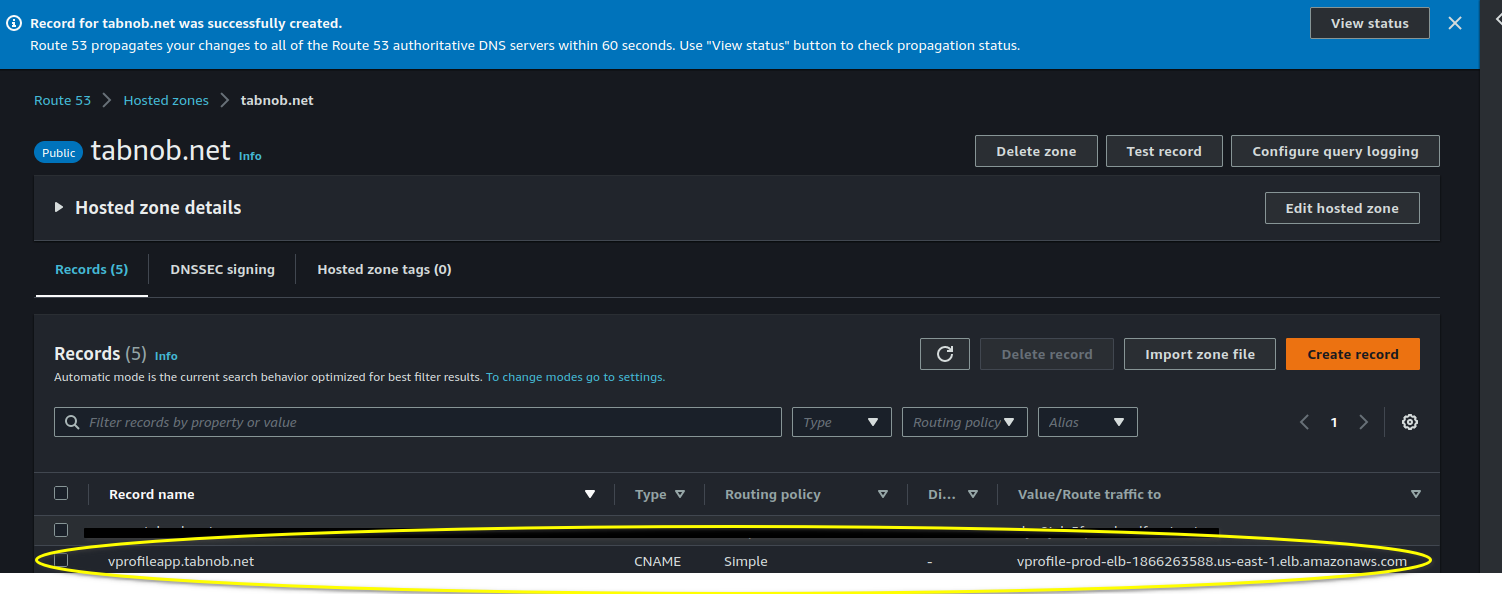 Record for tabnob.net was successfully created.
View status
Route 53 propagates your changes to all of the Route 53 authoritative DNS servers within 60 seconds. Use "View status" button to check propagation status.
Route 53 > Hosted zones > tabnob.net
Public tabnob.net Info
Delete zone Test record Configure query logging
Hosted zone details
Edit hosted zone
Records (5) DNSSEC signing Hosted zone tags (0)
Records (5) Info
Delete record Import zone file Create record
Automatic mode is the current search behavior optimized for best filter results. To change modes go to settings.
Filter records by property or value Type Routing policy Alias 1
Record name Type Routing policy Di... Value/Route traffic to
vprofileapp.tabnob.net CNAME Simple - vprofile-prod-elb-1866263588.us-east-1.elb.amazonaws.com